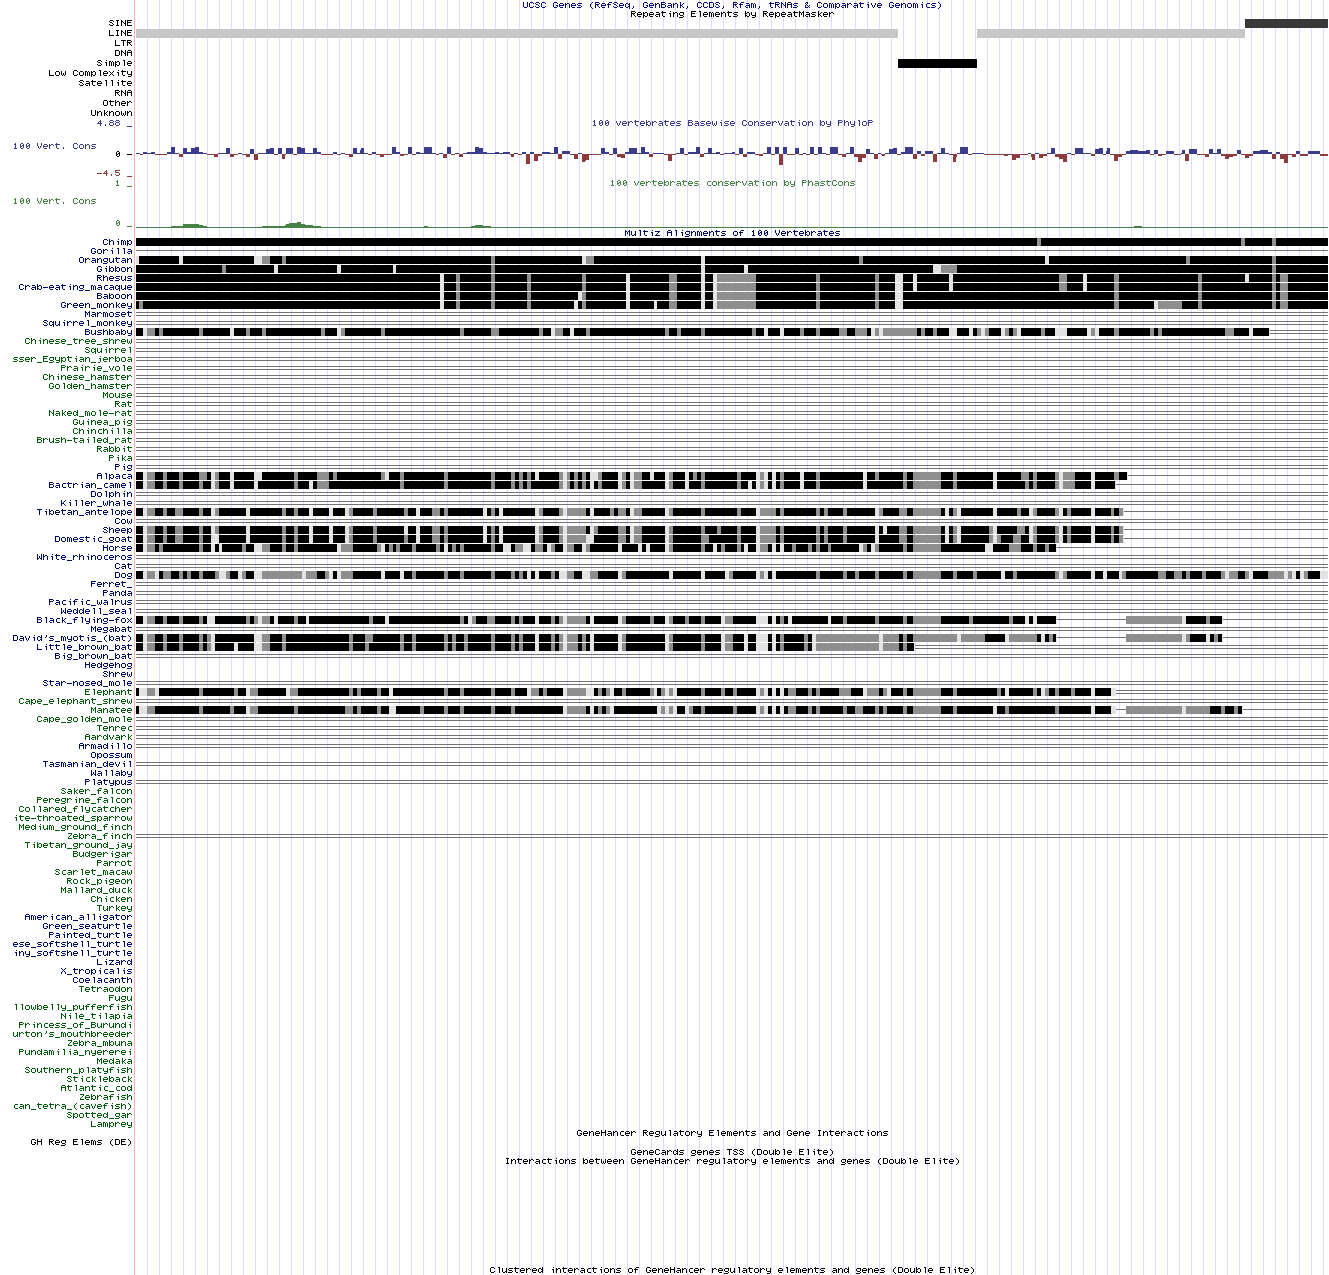 UCSC Genes (RefSeq, GenBank, CCDS, Rfam, tRNAs & Comparative Genomics)
Repeating Elements by RepeatMasker
SINE
LINE
LTR
DNA
Simple
Low Complexity
Satellite
RNA
Other
Unknown
100 vertebrates Basewise Conservation by PhyloP
4.88 _
100 Vert. Cons
0 _
-4.5 _
100 vertebrates conservation by PhastCons
1 _
100 Vert. Cons
0 _
Multiz Alignments of 100 Vertebrates
Chimp
Gorilla
Orangutan
Gibbon
Rhesus
Crab-eating_macaque
Baboon
Green_monkey
Marmoset
Squirrel_monkey
Bushbaby
Chinese_tree_shrew
Squirrel
sser_Egyptian_jerboa
Prairie_vole
Chinese_hamster
Golden_hamster
Mouse
Rat
Naked_mole-rat
Guinea_pig
Chinchilla
Brush-tailed_rat
Rabbit
Pika
Pig
Alpaca
Bactrian_camel
Dolphin
Killer_whale
Tibetan_antelope
Cow
Sheep
Domestic_goat
Horse
White_rhinoceros
Cat
Dog
Ferret_
Panda
Pacific_walrus
Weddell_seal
Black_flying-fox
Megabat
David's_myotis_(bat)
Little_brown_bat
Big_brown_bat
Hedgehog
Shrew
Star-nosed_mole
Elephant
Cape_elephant_shrew
Manatee
Cape_golden_mole
Tenrec
Aardvark
Armadillo
Opossum
Tasmanian_devil
Wallaby
Platypus
Saker_falcon
Peregrine_falcon
Collared_flycatcher
ite-throated_sparrow
Medium_ground_finch
Zebra_finch
Tibetan_ground_jay
Budgerigar
Parrot
Scarlet_macaw
Rock_pigeon
Mallard_duck
Chicken
Turkey
American_alligator
Green_seaturtle
Painted_turtle
ese_softshell_turtle
iny_softshell_turtle
Lizard
X_tropicalis
Coelacanth
Tetraodon
Fugu
llowbelly_pufferfish
Nile_tilapia
Princess_of_Burundi
urton's_mouthbreeder
Zebra_mbuna
Pundamilia_nyererei
Medaka
Southern_platyfish
Stickleback
Atlantic_cod
Zebrafish
can_tetra_(cavefish)
Spotted_gar
Lamprey
GeneHancer Regulatory Elements and Gene Interactions
GH Reg Elems (DE)
GeneCards genes TSS (Double Elite)
Interactions between GeneHancer regulatory elements and genes (Double Elite)
Clustered interactions of GeneHancer regulatory elements and genes (Double Elite)